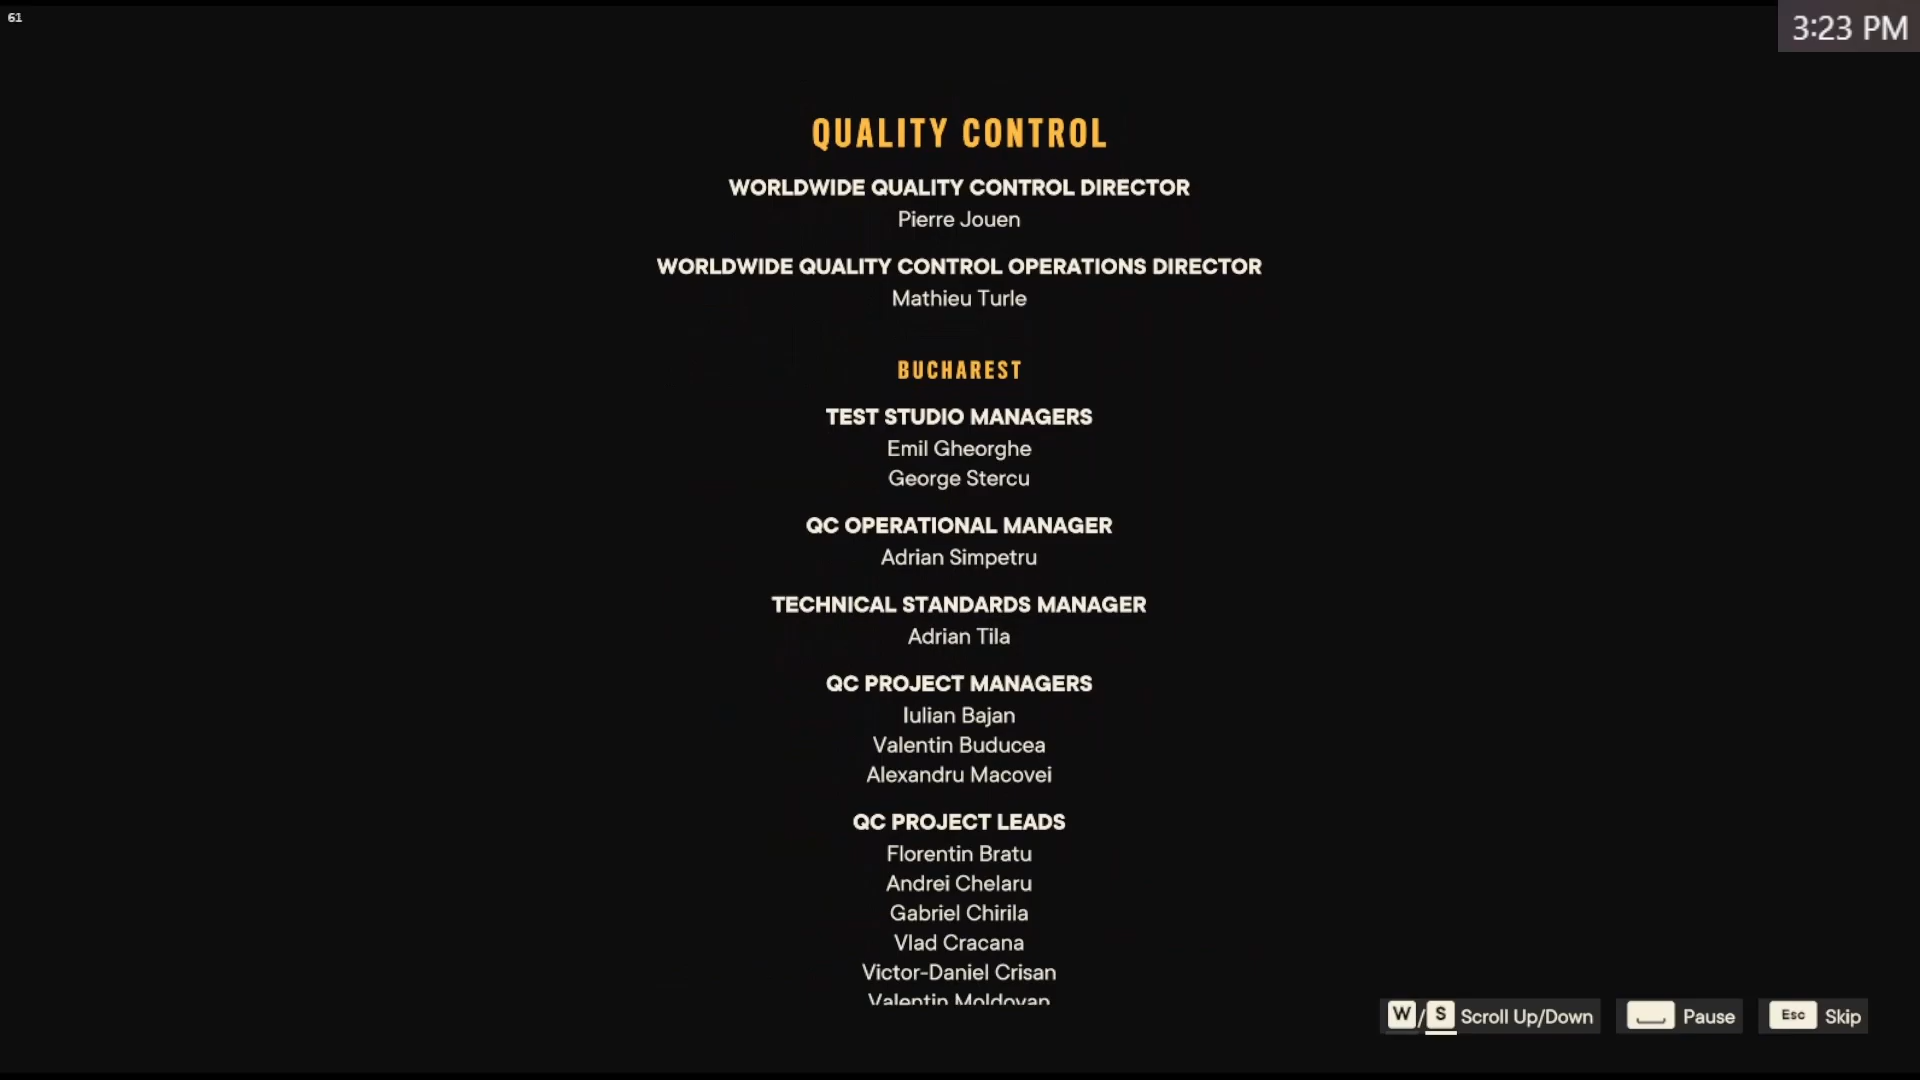 61
3:23 PM
QUALITY CONTROL
WORLDWIDE QUALITY CONTROL DIRECTOR
Pierre Jouen
WORLDWIDE QUALITY CONTROL OPERATIONS DIRECTOR
Mathieu Turle
BUCHAREST
TEST STUDIO MANAGERS
Emil Gheorghe
George Stercu
QC OPERATIONAL MANAGER
Adrian Simpetru
TECHNICAL STANDARDS MANAGER
Adrian Tila
QC PROJECT MANAGERS
Iulian Bajan
Valentin Buducea
Alexandru Macovei
QC PROJECT LEADS
Florentin Bratu
Andrei Chelaru
Gabriel Chirila
Vlad Cracana
Victor-Daniel Crisan
Valentin Moldovan
W/S Scroll Up/Down Pause Esc Skip